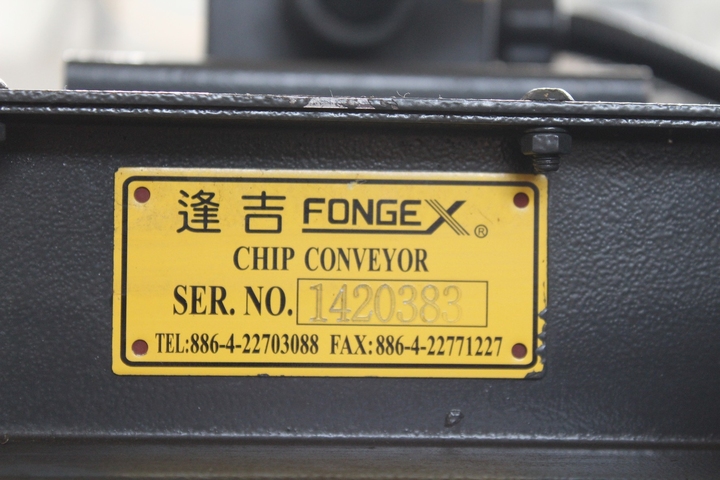 逢吉 FONGEX®
CHIP CONVEYOR
SER. NO. 1420383
TEL:886-4-22703088 FAX:886-4-22771227